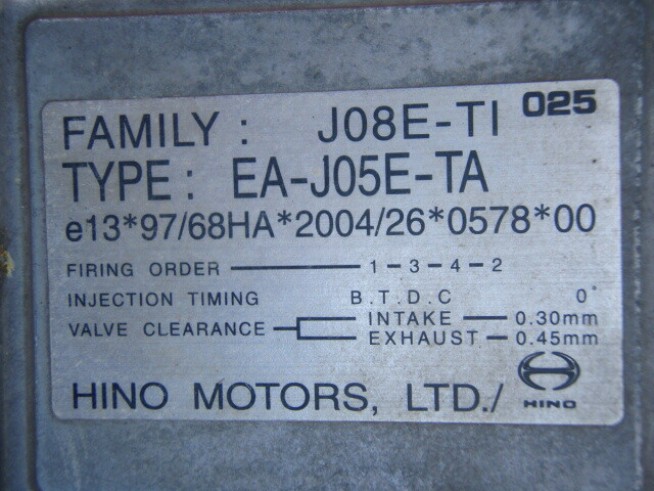 FAMILY : J08E-TI 025
TYPE : EA-J05E-TA
e13*97/68HA*2004/26*0578*00
FIRING ORDER 1-3-4-2
INJECTION TIMING B.T.D.C 0°
VALVE CLEARANCE INTAKE 0.30mm
EXHAUST 0.45mm
HINO MOTORS, LTD./ HINO